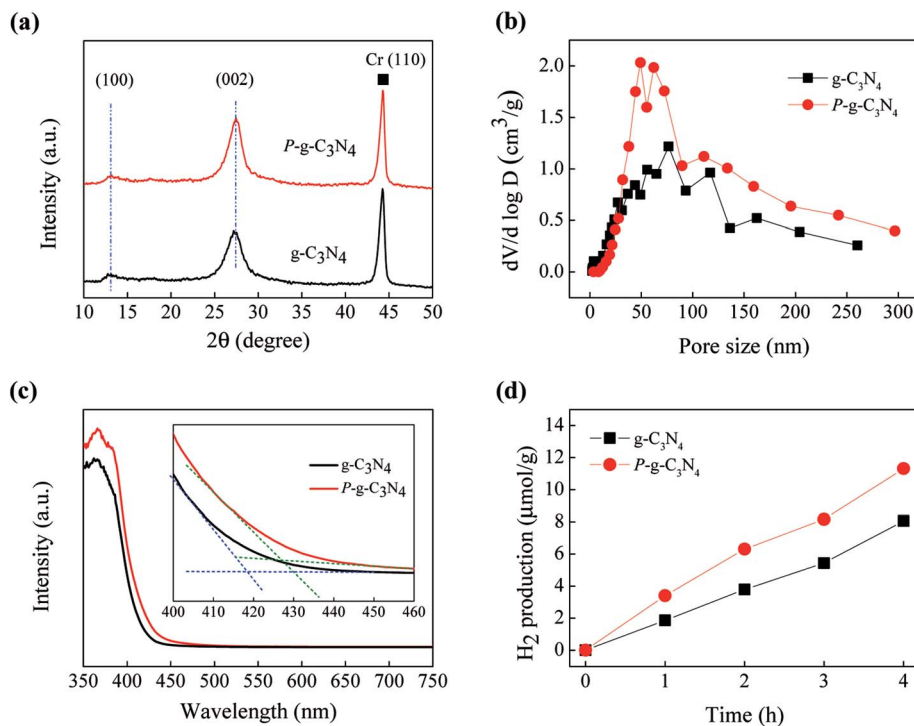 (a)
Cr (110)
(100)
(002)
P-g-C₃N₄
g-C₃N₄
Intensity (a.u.)
10 15 20 25 30 35 40 45 50
2θ (degree)
(b)
2.0
1.5
1.0
0.5
0.0
g-C₃N₄
P-g-C₃N₄
dV/d log D (cm³/g)
0 50 100 150 200 250 300
Pore size (nm)
(c)
g-C₃N₄
P-g-C₃N₄
400 410 420 430 440 450 460
Intensity (a.u.)
350 400 450 500 550 600 650 700 750
Wavelength (nm)
(d)
14
12
10
8
6
4
2
0
g-C₃N₄
P-g-C₃N₄
H₂ production (μmol/g)
0 1 2 3 4
Time (h)